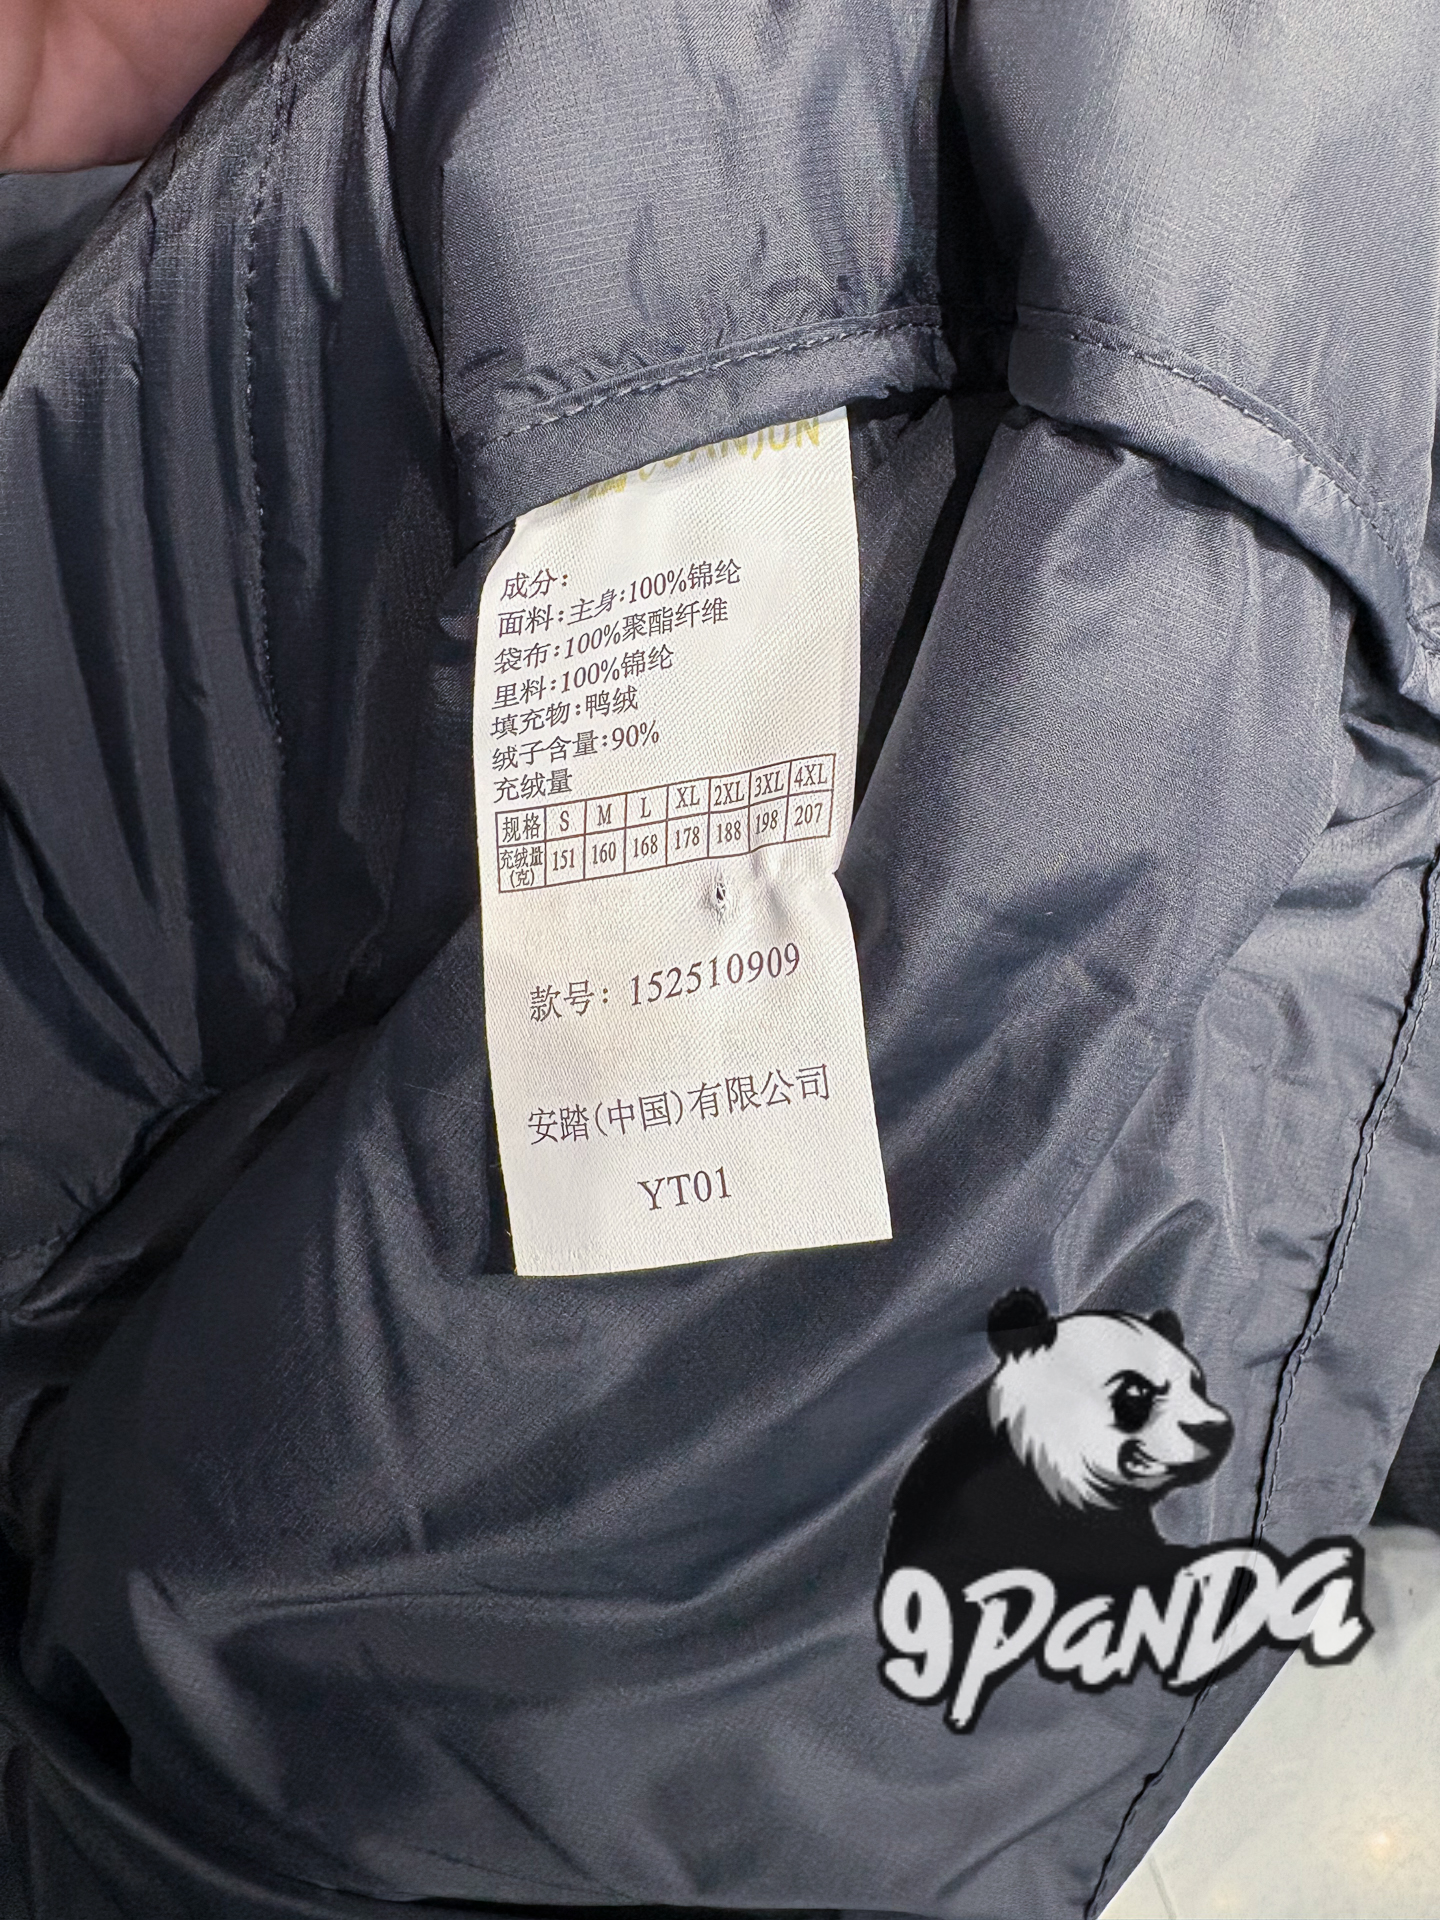 成分:
面料:主身:100%锦纶
袋布:100%聚酯纤维
里料:100%锦纶
填充物:鸭绒
绒子含量:90%
充绒量
规格 S M L XL 2XL 3XL 4XL
充绒量(克) 151 160 168 178 188 198 207
款号: 152510909
安踏(中国)有限公司
YT01
9PANDA